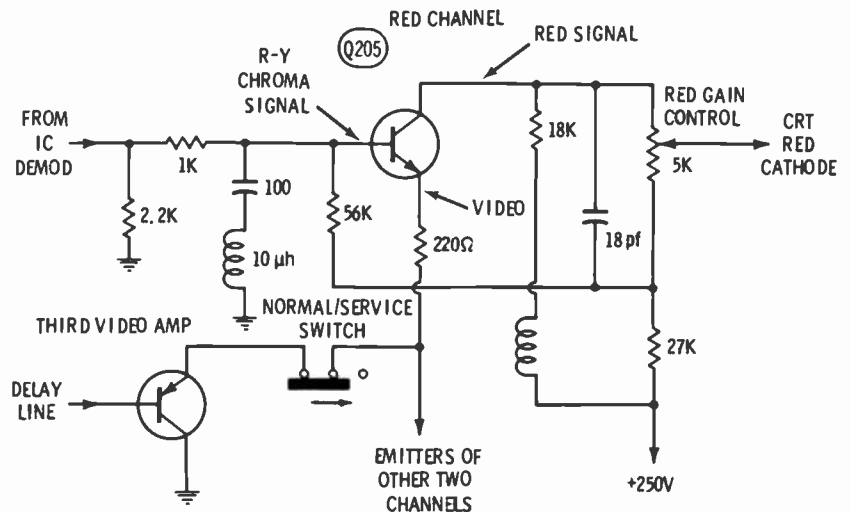 RED CHANNEL
Q205
RED SIGNAL
R-Y
CHROMA
SIGNAL
FROM
IC
DEMOD
1K
2.2K
100
10 µh
56K
VIDEO
220Ω
18K
18 pf
RED GAIN
CONTROL
5K
CRT
RED
CATHODE
27K
NORMAL/SERVICE
SWITCH
THIRD VIDEO AMP
DELAY
LINE
EMITTERS OF
OTHER TWO
CHANNELS
+250V